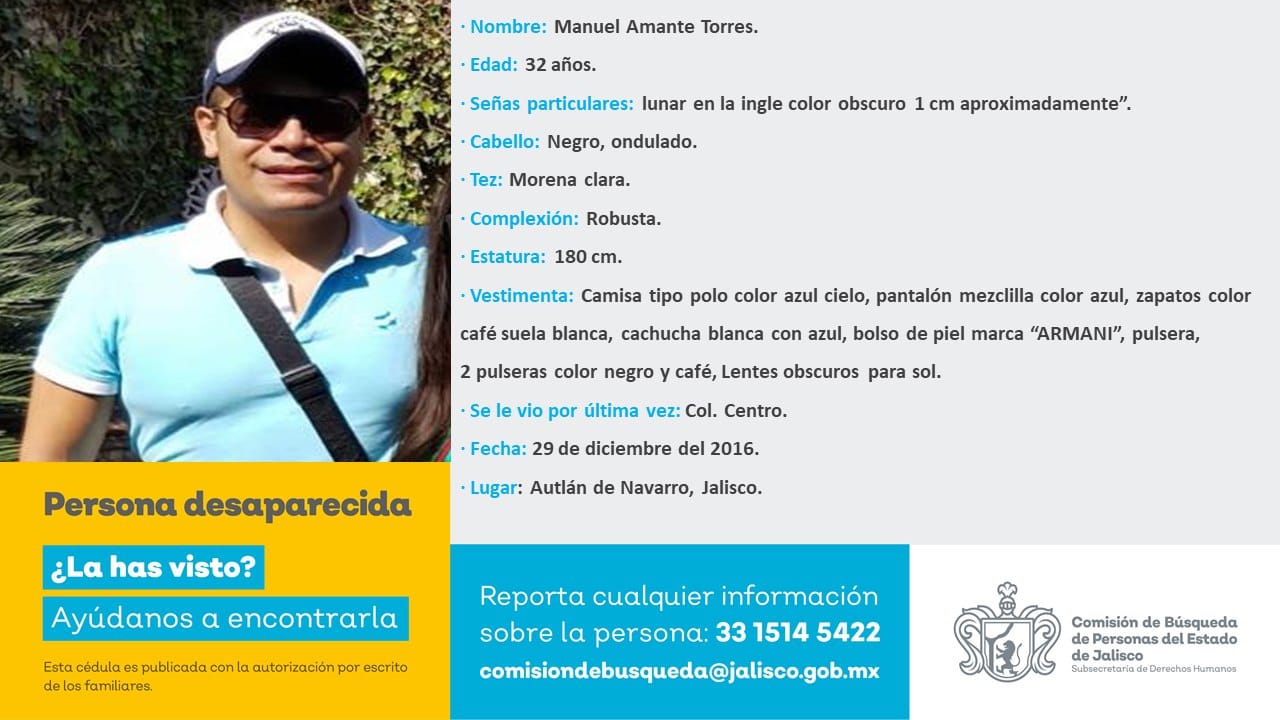 · Nombre: Manuel Amante Torres.
· Edad: 32 años.
· Señas particulares: lunar en la ingle color obscuro 1 cm aproximadamente”.
· Cabello: Negro, ondulado.
· Tez: Morena clara.
· Complexión: Robusta.
· Estatura: 180 cm.
· Vestimenta: Camisa tipo polo color azul cielo, pantalón mezclilla color azul, zapatos color
café suela blanca, cachucha blanca con azul, bolso de piel marca “ARMANI”, pulsera,
2 pulseras color negro y café, Lentes obscuros para sol.
· Se le vio por última vez: Col. Centro.
· Fecha: 29 de diciembre del 2016.
· Lugar: Autlán de Navarro, Jalisco.
Persona desaparecida
¿La has visto?
Ayúdanos a encontrarla
Esta cédula es publicada con la autorización por escrito
de los familiares.
Reporta cualquier información
sobre la persona: 33 1514 5422
comisiondebusqueda@jalisco.gob.mx
Comisión de Búsqueda
de Personas del Estado
de Jalisco
Subsecretaría de Derechos Humanos